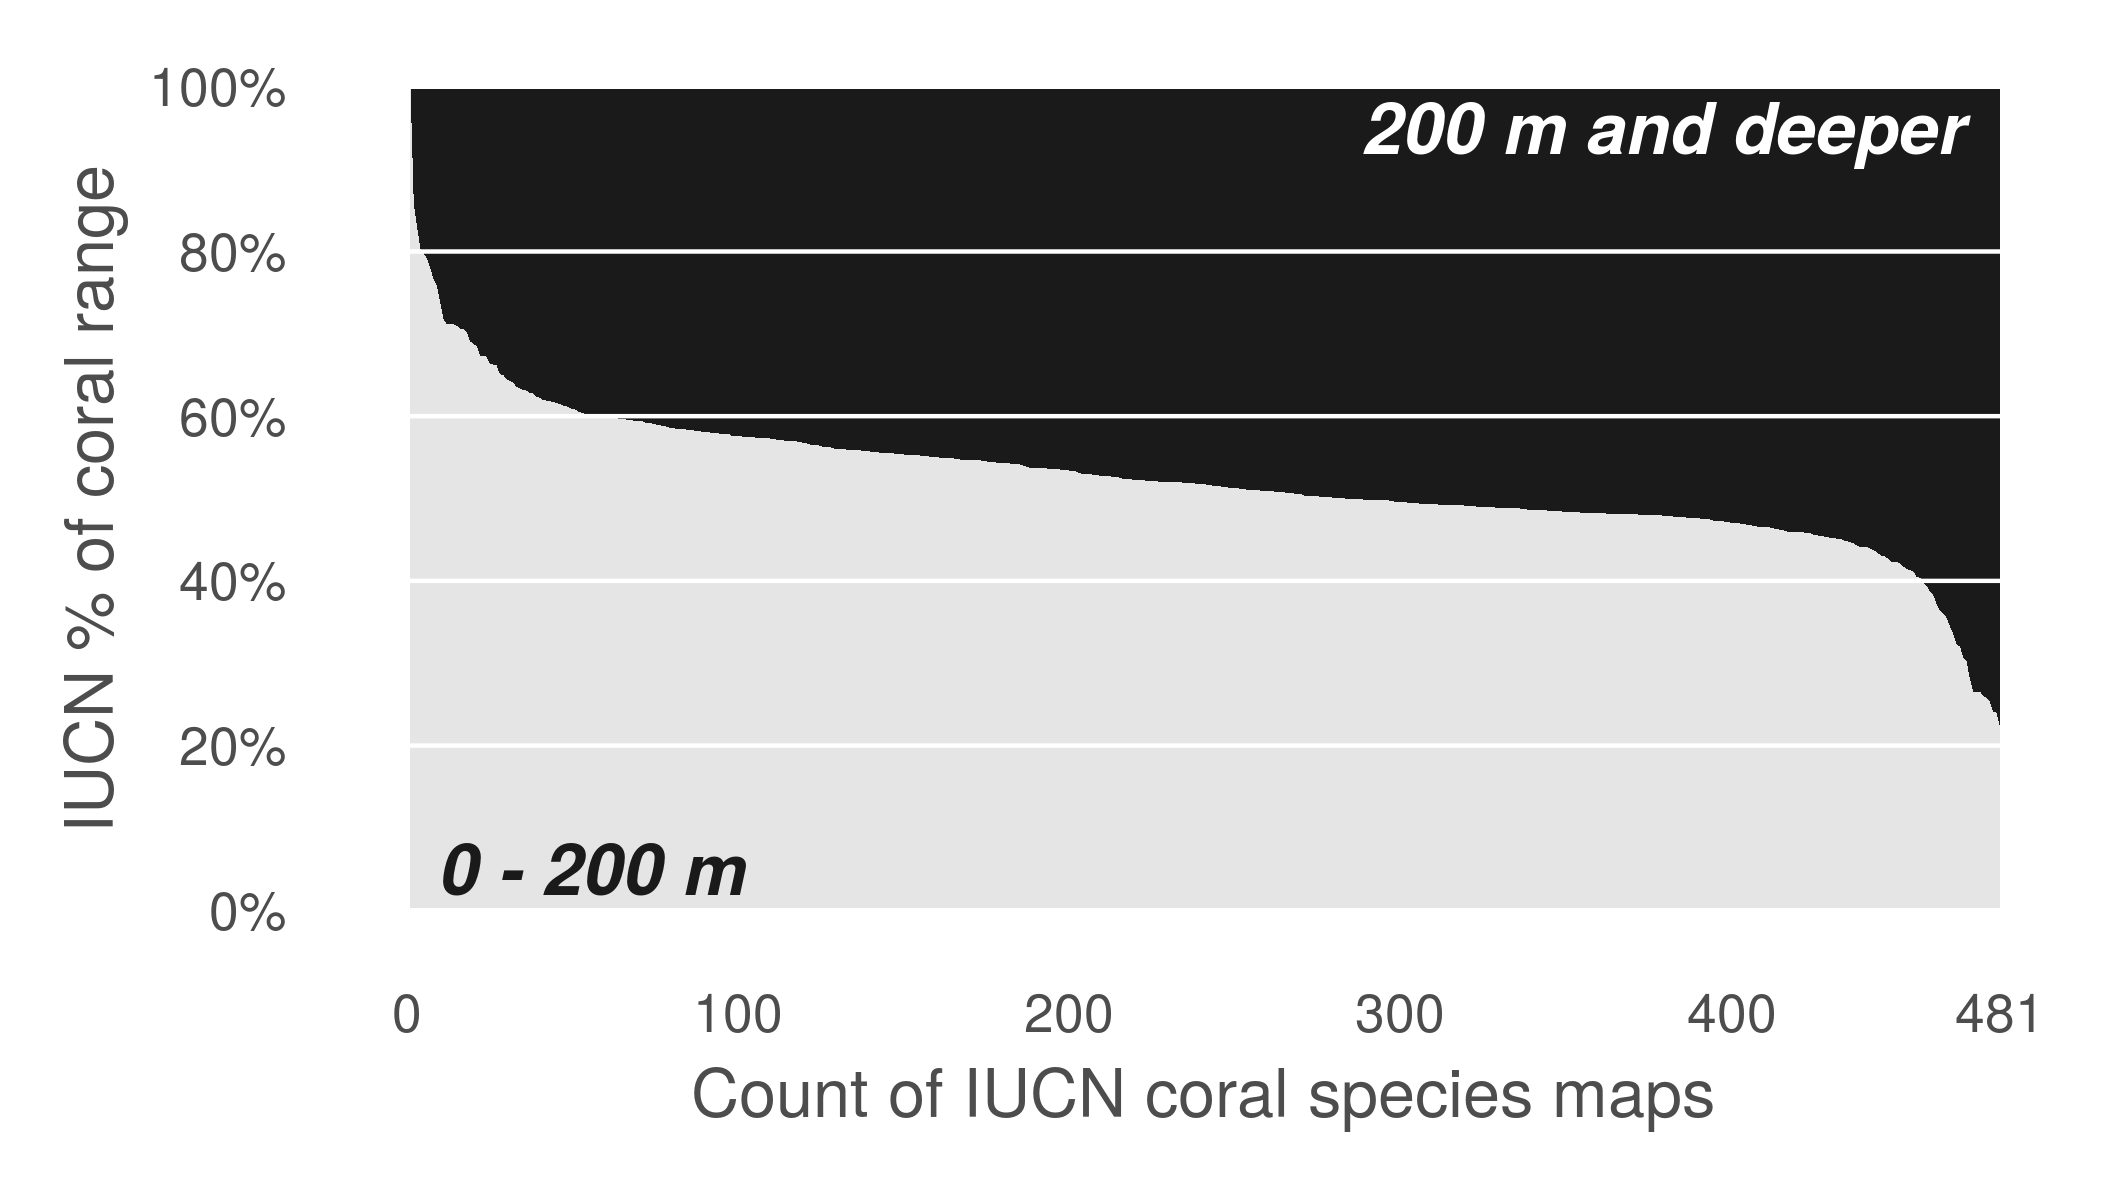 100%
200 m and deeper
80%
60%
40%
20%
0%
0 - 200 m
IUCN % of coral range
0 100 200 300 400 481
Count of IUCN coral species maps